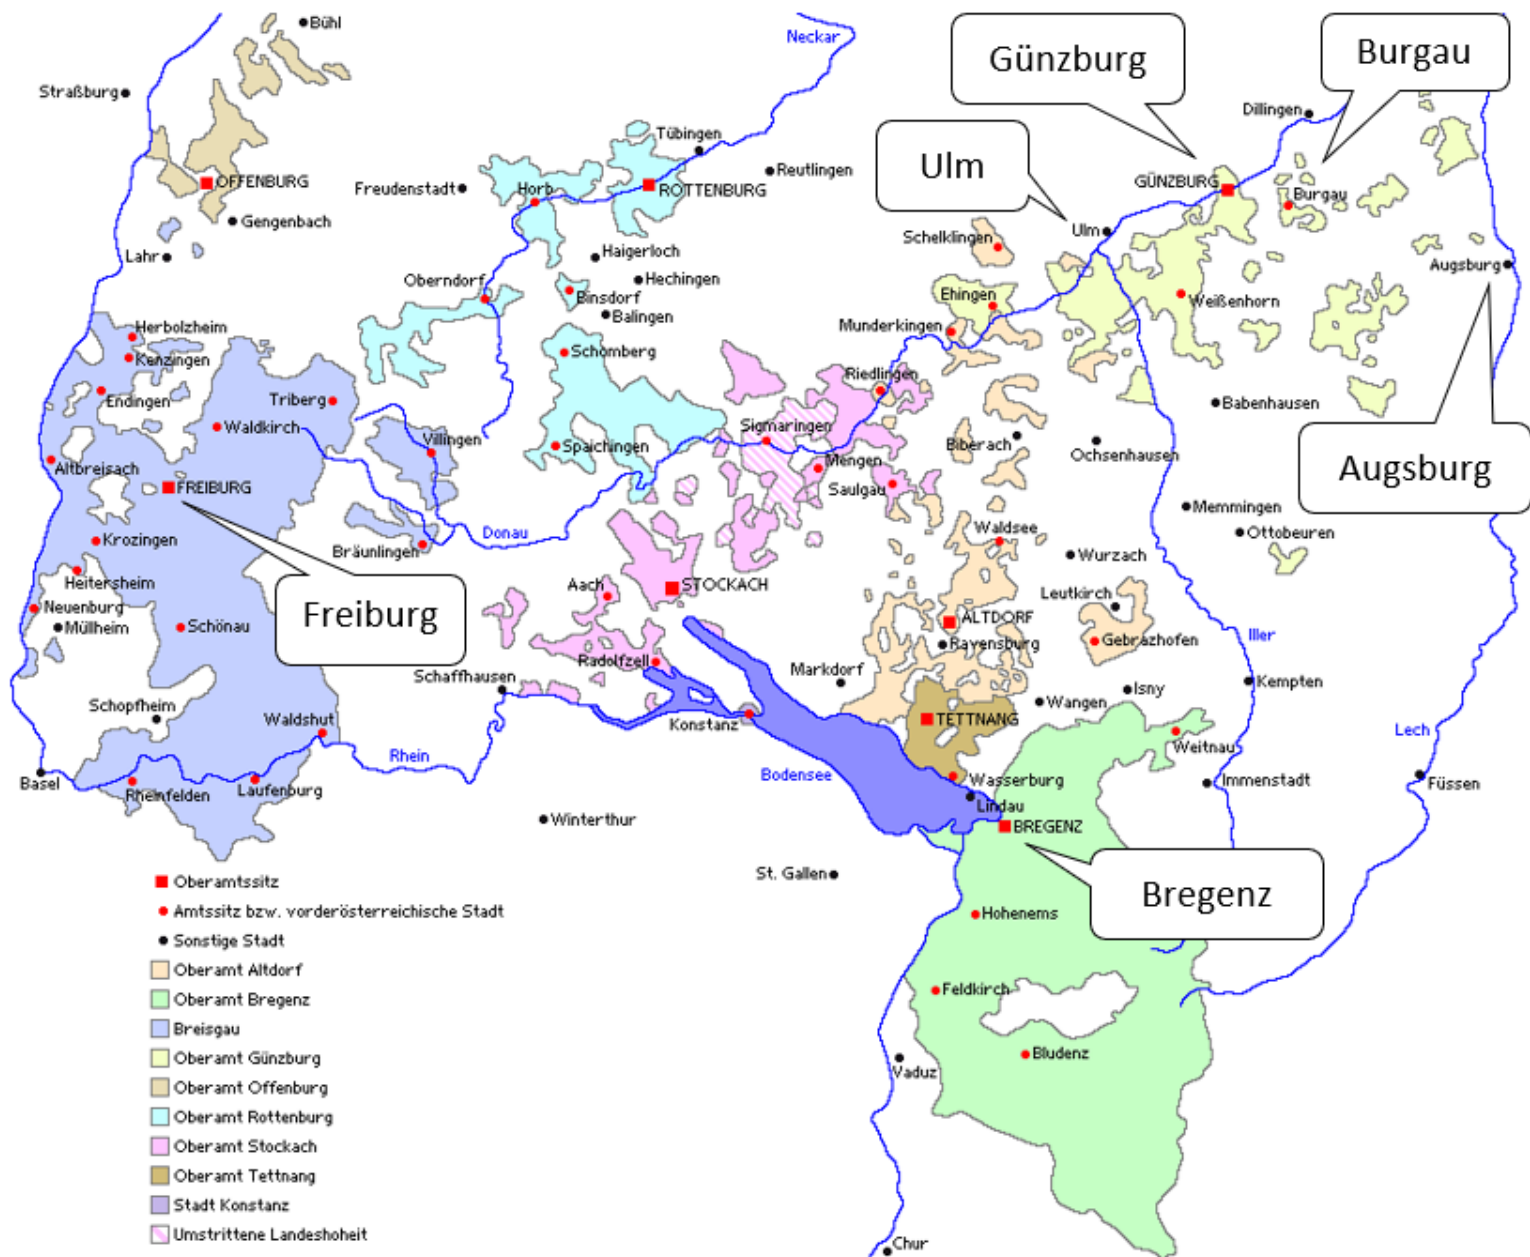 Bühl
Neckar
Günzburg
Burgau
Straßburg
Dillingen
Tübingen
Ulm
Reutlingen
OFFENBURG
Freudenstadt
Horb
ROTTENBURG
GÜNZBURG
Burgau
Gengenbach
Schelklingen
Ulm
Lahr
Haigerloch
Augsburg
Hechingen
Oberndorf
Binsdorf
Ehingen
Weißenhorn
Balingen
Herbolzheim
Munderkingen
Kenzingen
Schömberg
Riedlingen
Endingen
Triberg
Babenhausen
Waldkirch
Villingen
Sigmaringen
Spaichingen
Biberach
Ochsenhausen
Altbreisach
Mengen
Augsburg
FREIBURG
Saulgau
Memmingen
Donau
Waldsee
Ottobeuren
Krozingen
Bräunlingen
Wurzach
Heitersheim
Aach
STOCKACH
Neuenburg
Freiburg
Leutkirch
Müllheim
Schönau
ALTDORF
Iller
Ravensburg
Gebrazhofen
Radolfzell
Markdorf
Schaffhausen
Kempten
Isny
Schopfheim
Wangen
Waldshut
Konstanz
TETTNANG
Lech
Weitnau
Rhein
Basel
Bodensee
Wasserburg
Immenstadt
Füssen
Rheinfelden
Laufenburg
Lindau
Winterthur
BREGENZ
St. Gallen
Bregenz
Hohenems
Feldkirch
Bludenz
Vaduz
Chur
Oberamtssitz
Amtssitz bzw. vorderösterreichische Stadt
Sonstige Stadt
Oberamt Altdorf
Oberamt Bregenz
Breisgau
Oberamt Günzburg
Oberamt Offenburg
Oberamt Rottenburg
Oberamt Stockach
Oberamt Tettnang
Stadt Konstanz
Umstrittene Landeshoheit